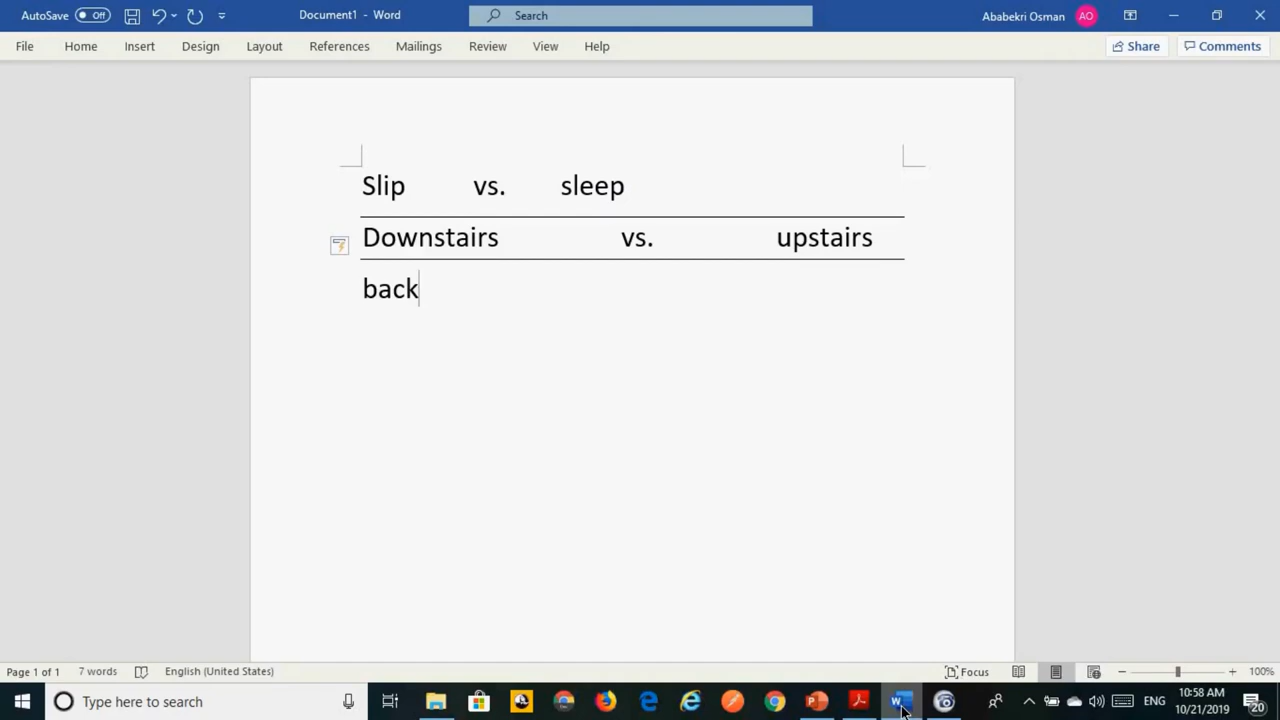 AutoSave Off Document1 - Word Search Ababekri Osman AO
File Home Insert Design Layout References Mailings Review View Help Share Comments
Slip vs. sleep
Downstairs vs. upstairs
back
Page 1 of 1 7 words English (United States) Focus 100%
Type here to search ENG 10:58 AM
10/21/2019 20